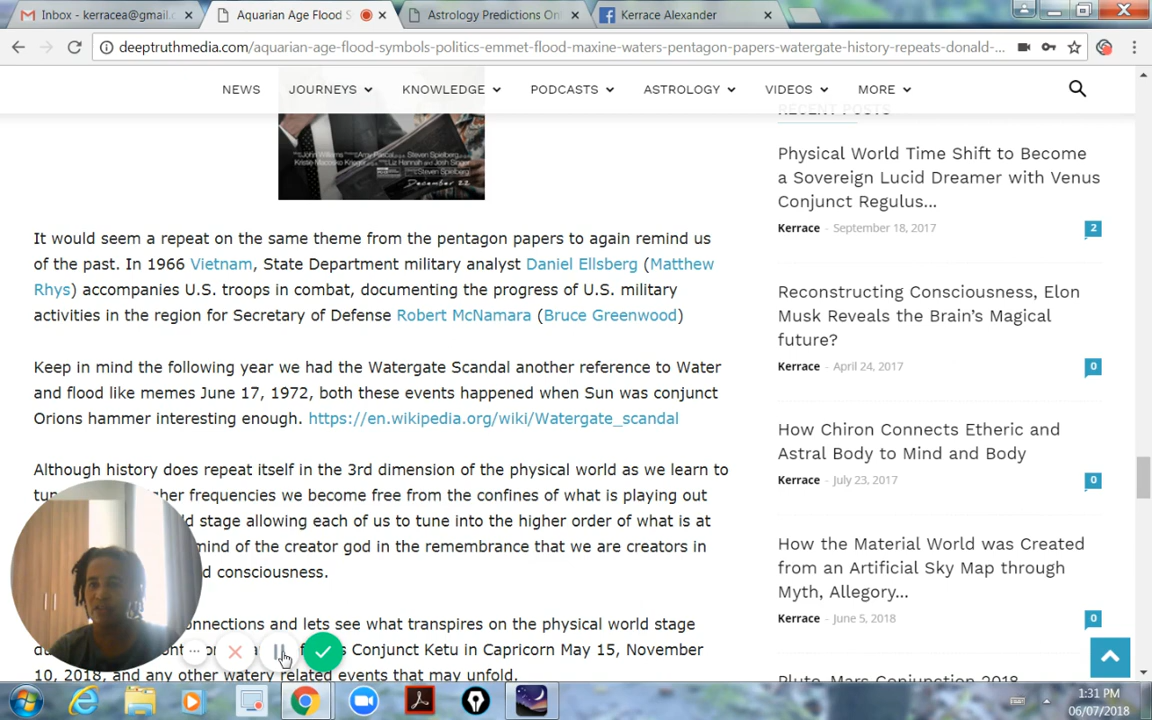 Inbox - kerracea@gmail.c
Aquarian Age Flood S
Astrology Predictions On
Kerrace Alexander
deeptruthmedia.com/aquarian-age-flood-symbols-politics-emmet-flood-maxine-waters-pentagon-papers-watergate-history-repeats-donald-...
NEWS JOURNEYS KNOWLEDGE PODCASTS ASTROLOGY VIDEOS MORE
RECENT POSTS
Steven Spielberg
December 22
It would seem a repeat on the same theme from the pentagon papers to again remind us
of the past. In 1966 Vietnam, State Department military analyst Daniel Ellsberg (Matthew
Rhys) accompanies U.S. troops in combat, documenting the progress of U.S. military
activities in the region for Secretary of Defense Robert McNamara (Bruce Greenwood)
Keep in mind the following year we had the Watergate Scandal another reference to Water
and flood like memes June 17, 1972, both these events happened when Sun was conjunct
Orions hammer interesting enough. https://en.wikipedia.org/wiki/Watergate_scandal
Although history does repeat itself in the 3rd dimension of the physical world as we learn to
frequencies we become free from the confines of what is playing out
stage allowing each of us to tune into the higher order of what is at
mind of the creator god in the remembrance that we are creators in
consciousness.
and lets see what transpires on the physical world stage
Conjunct Ketu in Capricorn May 15, November
10, 2018, and any other watery related events that may unfold.
Physical World Time Shift to Become
a Sovereign Lucid Dreamer with Venus
Conjunct Regulus...
Kerrace - September 18, 2017
2
Reconstructing Consciousness, Elon
Musk Reveals the Brain's Magical
future?
Kerrace - April 24, 2017
0
How Chiron Connects Etheric and
Astral Body to Mind and Body
Kerrace - July 23, 2017
0
How the Material World was Created
from an Artificial Sky Map through
Myth, Allegory...
Kerrace - June 5, 2018
0
Pluto, Mars Conjunction 2018
1:31 PM
06/07/2018